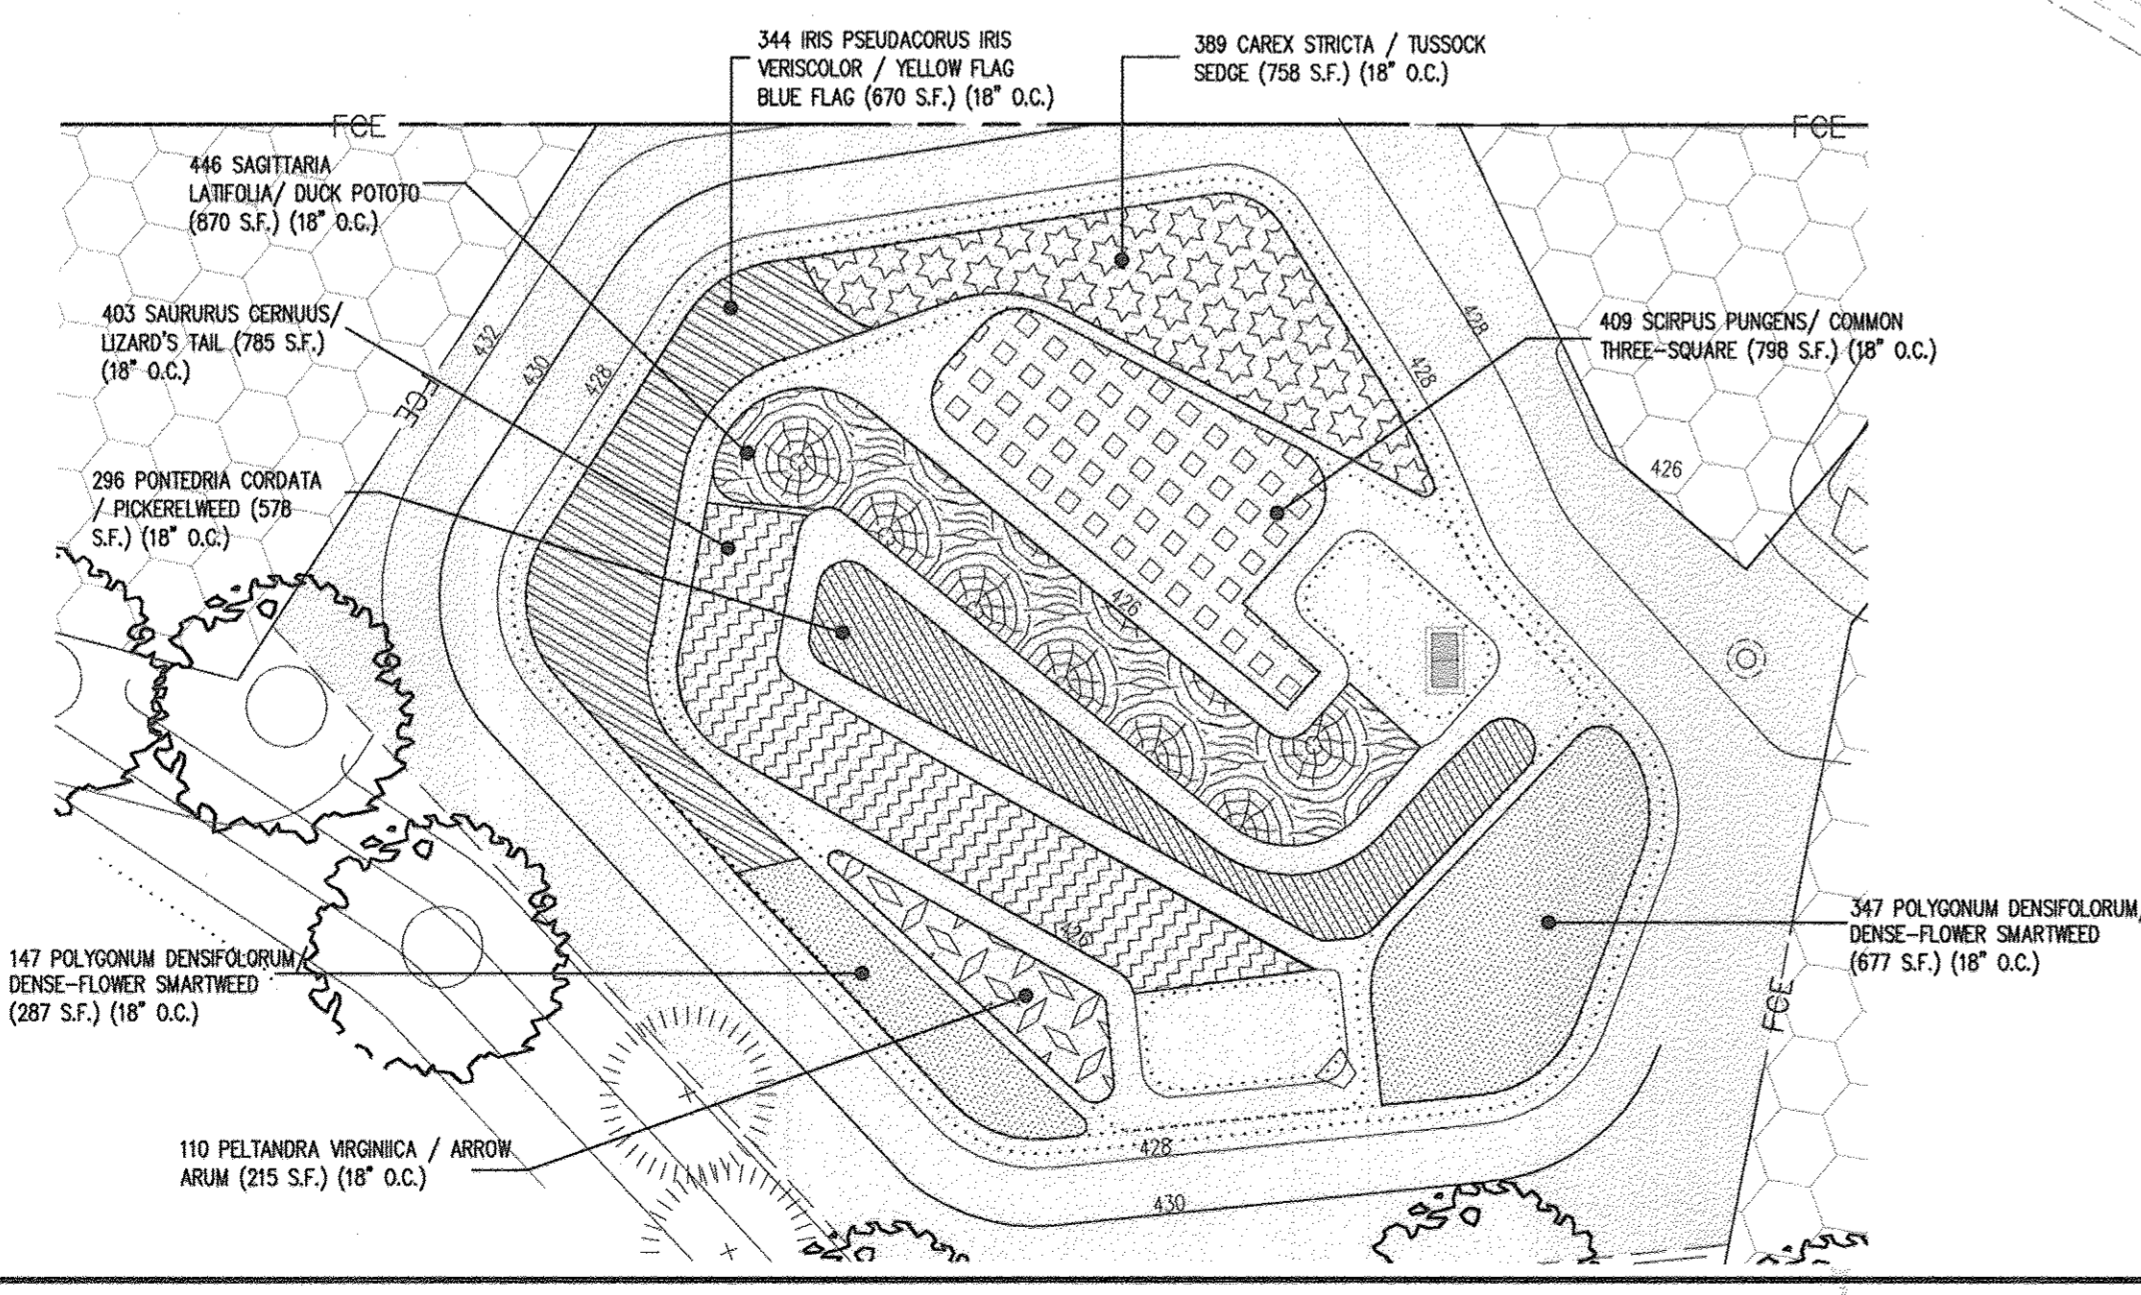 344 IRIS PSEUDACORUS IRIS
VERISCOLOR / YELLOW FLAG
BLUE FLAG (670 S.F.) (18" O.C.)
389 CAREX STRICTA / TUSSOCK
SEDGE (758 S.F.) (18" O.C.)
FCE
FCE
446 SAGITTARIA
LATIFOLIA/ DUCK POTOTO
(870 S.F.) (18" O.C.)
403 SAURURUS CERNUUS/
LIZARD'S TAIL (785 S.F.)
(18" O.C.)
432
430
428
FCE
428
428
409 SCIRPUS PUNGENS/ COMMON
THREE-SQUARE (798 S.F.) (18" O.C.)
426
296 PONTEDRIA CORDATA
/ PICKERELWEED (578
S.F.) (18" O.C.)
426
426
347 POLYGONUM DENSIFOLORUM,
DENSE-FLOWER SMARTWEED
(677 S.F.) (18" O.C.)
FCE
147 POLYGONUM DENSIFOLORUM/
DENSE-FLOWER SMARTWEED
(287 S.F.) (18" O.C.)
110 PELTANDRA VIRGINIICA / ARROW
ARUM (215 S.F.) (18" O.C.)
428
430